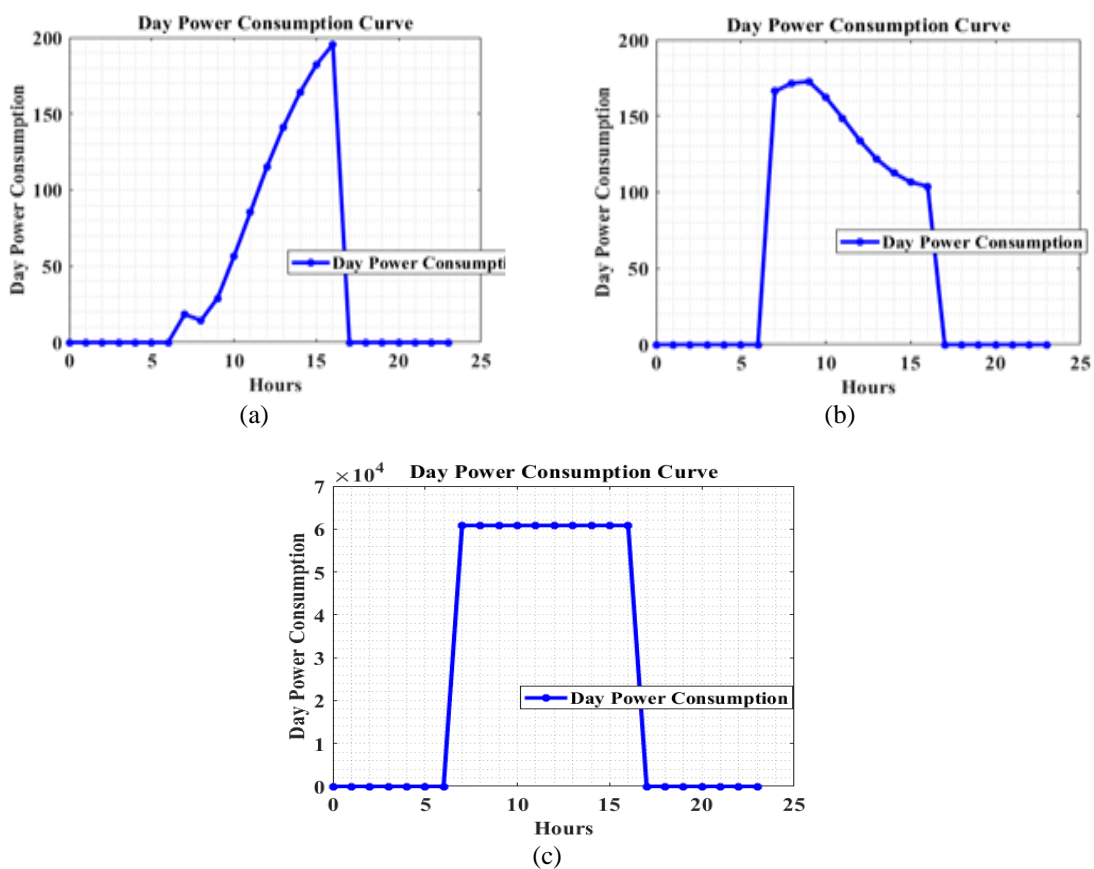 Day Power Consumption Curve
200
150
100
50
0
0 5 10 15 20 25
Day Power Consumption
Hours
Day Power Consumpti
(a)
Day Power Consumption Curve
200
150
100
50
0
0 5 10 15 20 25
Day Power Consumption
Hours
Day Power Consumption
(b)
×10⁴ Day Power Consumption Curve
7
6
5
4
3
2
1
0
0 5 10 15 20 25
Day Power Consumption
Hours
Day Power Consumption
(c)